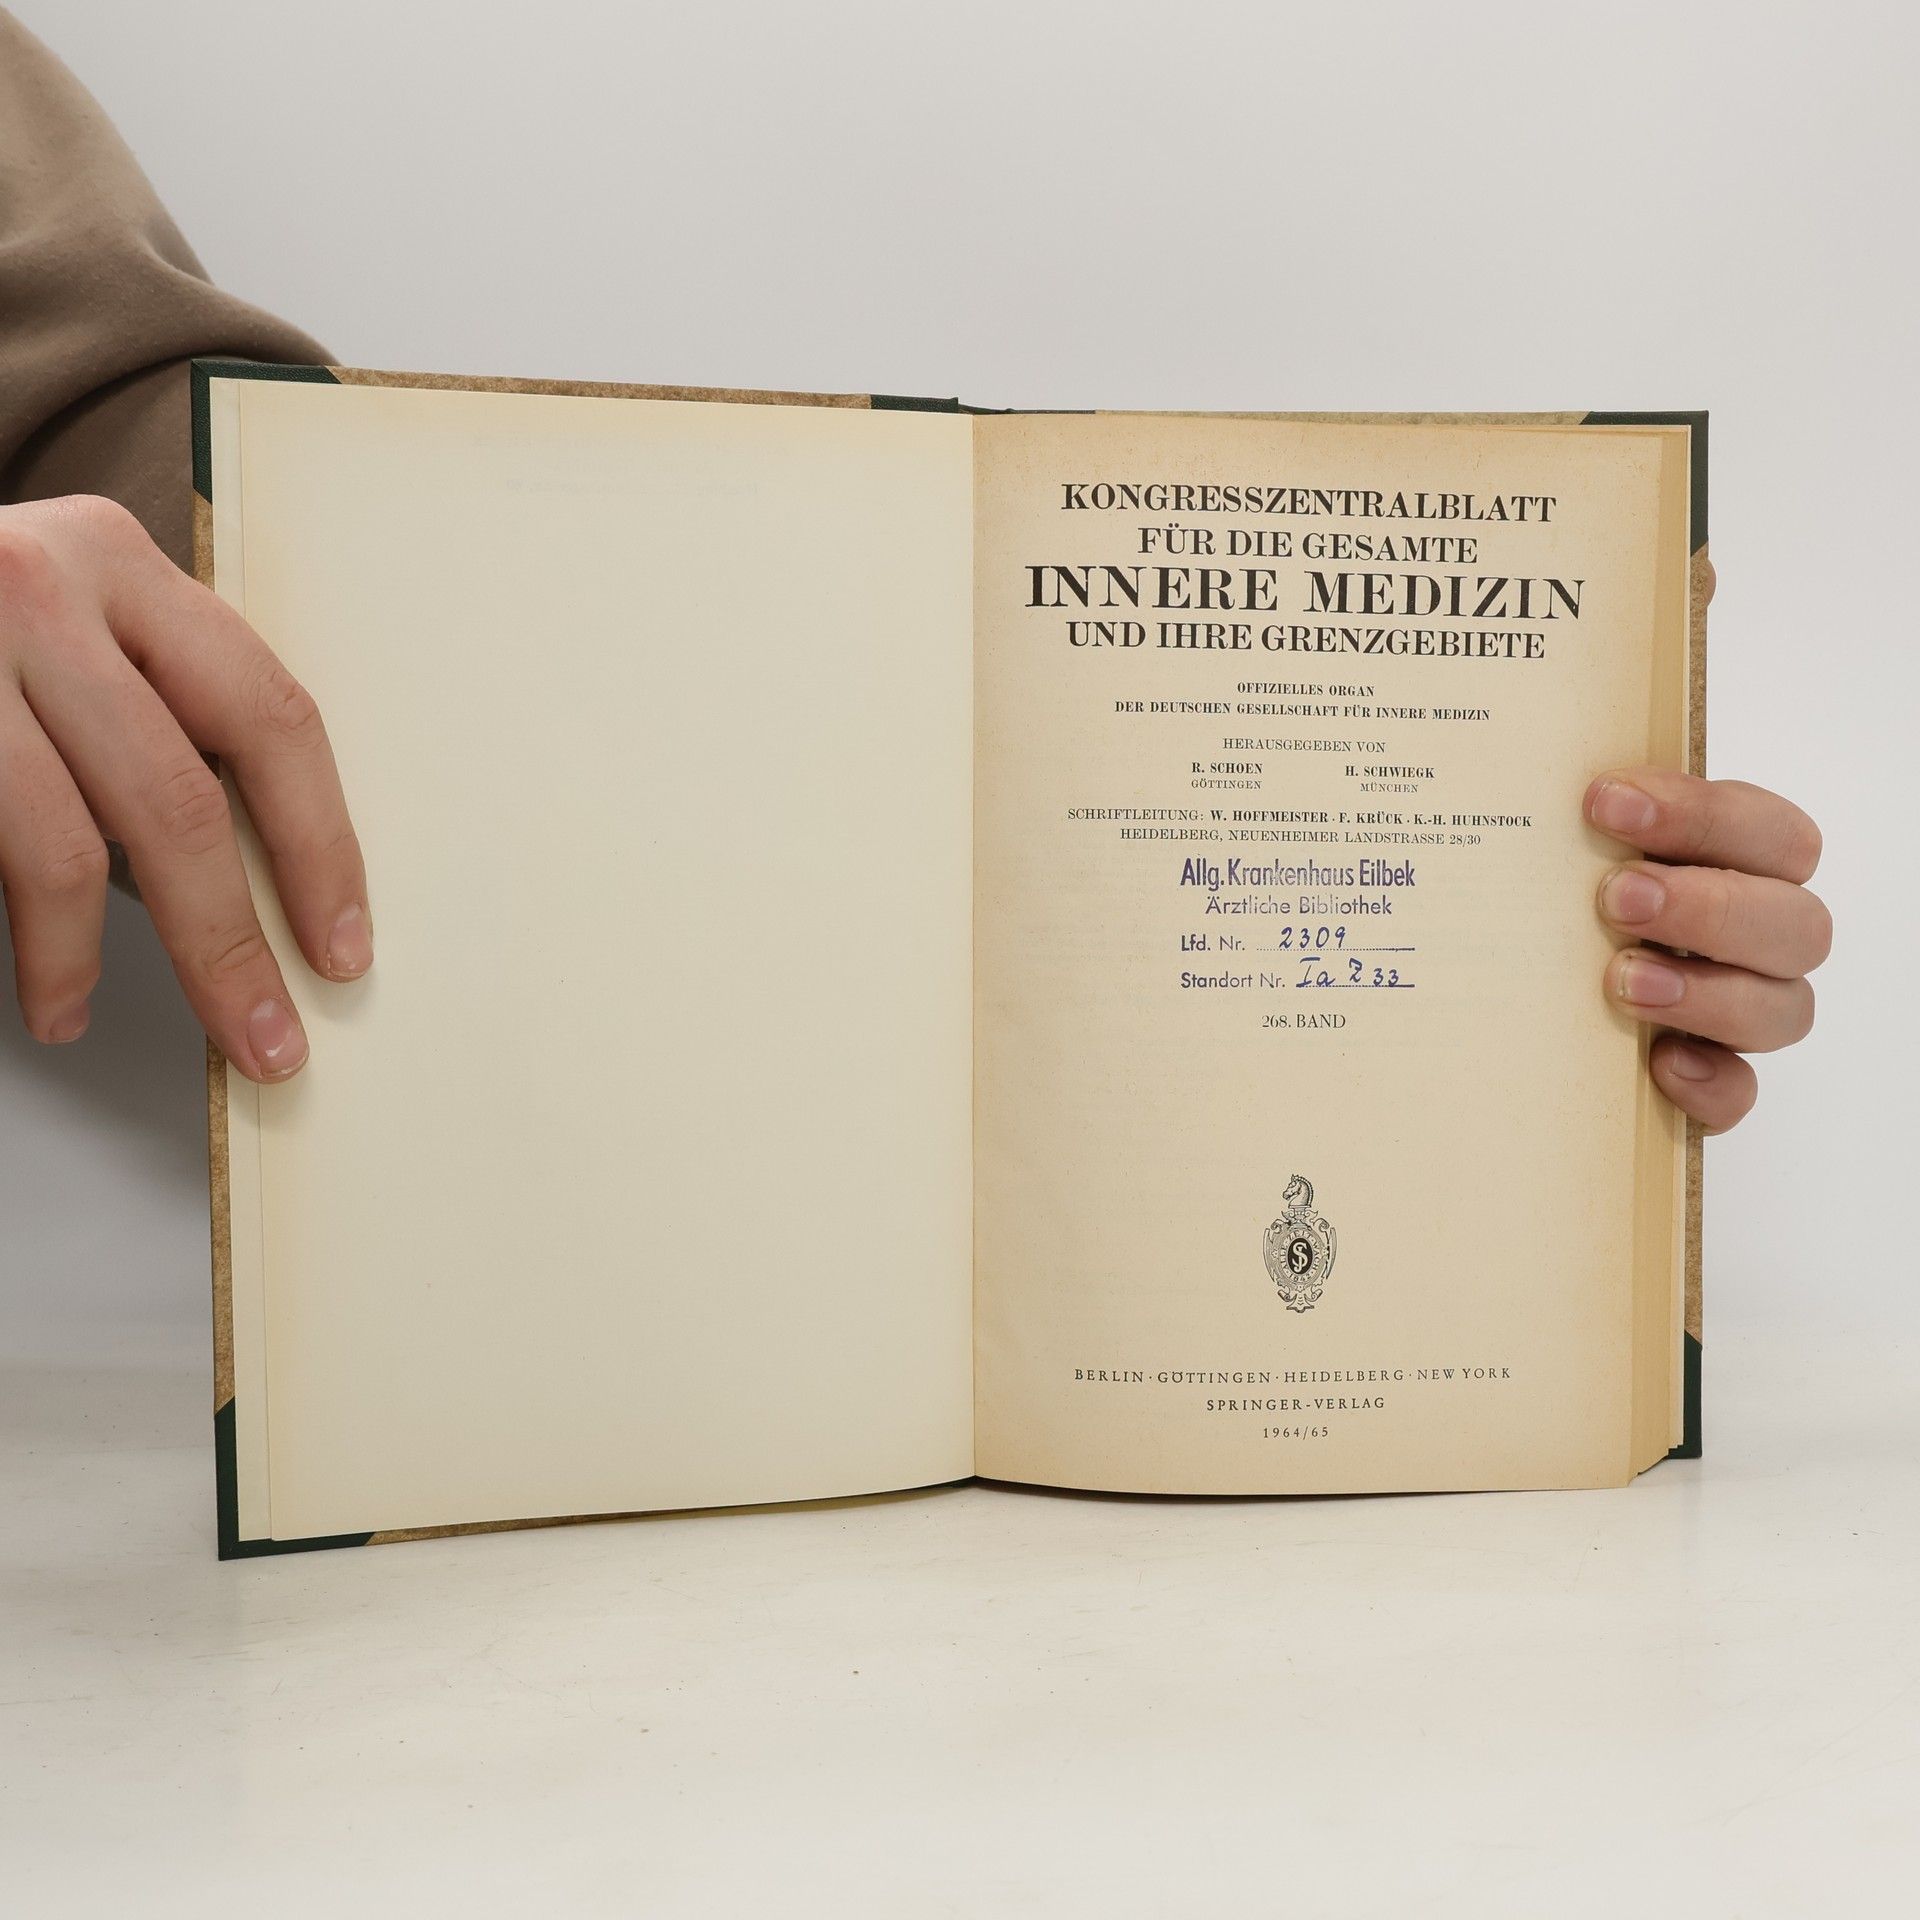 KONGRESSZENTRALBLATT
FÜR DIE GESAMTE
INNERE MEDIZIN
UND IHRE GRENZGEBIETE
OFFIZIELLES ORGAN
DER DEUTSCHEN GESELLSCHAFT FÜR INNERE MEDIZIN
HERAUSGEGEBEN VON
R. SCHOEN H. SCHWIEGK
GÖTTINGEN MÜNCHEN
SCHRIFTLEITUNG: W. HOFFMEISTER · F. KRÜCK · K.-H. HUHNSTOCK
HEIDELBERG, NEUENHEIMER LANDSTRASSE 28/30
Allg. Krankenhaus Eilbek
Ärztliche Bibliothek
Lfd. Nr. 2309
Standort Nr. Ia Z 33
268. BAND
BERLIN · GÖTTINGEN · HEIDELBERG · NEW YORK
SPRINGER-VERLAG
1964/65